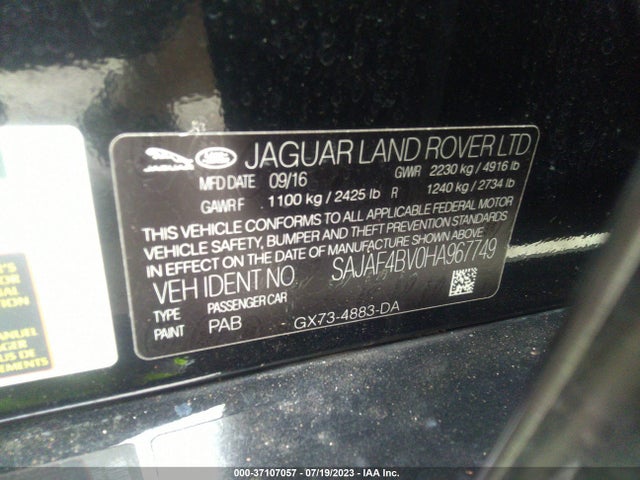 JAGUAR LAND ROVER LTD
JAGUAR
MFD DATE 09/16 GWR 2230 kg / 4916 lb
GAWR F 1100 kg / 2425 lb R 1240 kg / 2734 lb
THIS VEHICLE CONFORMS TO ALL APPLICABLE FEDERAL MOTOR
VEHICLE SAFETY, BUMPER AND THEFT PREVENTION STANDARDS
IN EFFECT ON THE DATE OF MANUFACTURE SHOWN ABOVE.
VEH IDENT NO. SAJAF4BV0HA967749
TYPE PASSENGER CAR
PAINT PAB GX73-4883-DA
MANUEL
000-37107057 - 07/19/2023 - IAA Inc.